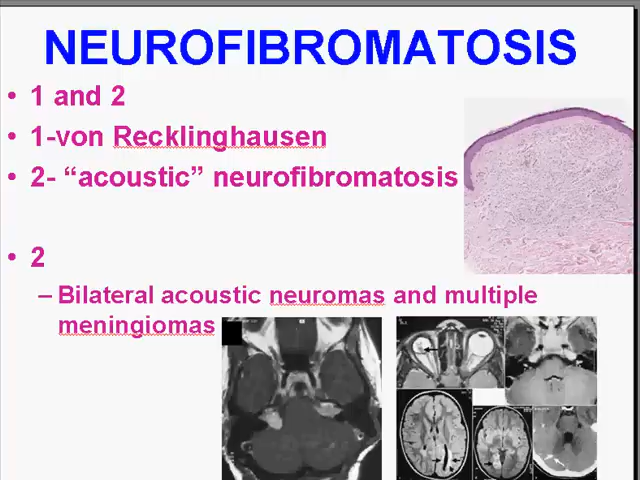 NEUROFIBROMATOSIS
• 1 and 2
• 1-von Recklinghausen
• 2- “acoustic” neurofibromatosis
• 2
– Bilateral acoustic neuromas and multiple
meningiomas